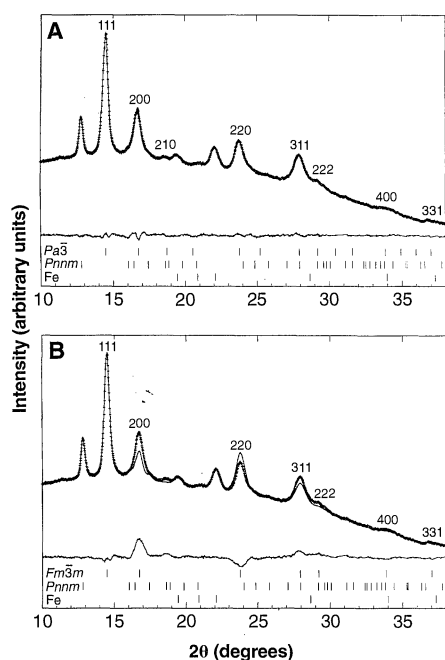 A
111
200
210
220
311
222
400
331
Pa3̅
Pnnm
Fe
10 15 20 25 30 35
B
111
200
220
311
222
400
331
Fm3̅m
Pnnm
Fe
10 15 20 25 30 35
2θ (degrees)
Intensity (arbitrary units)